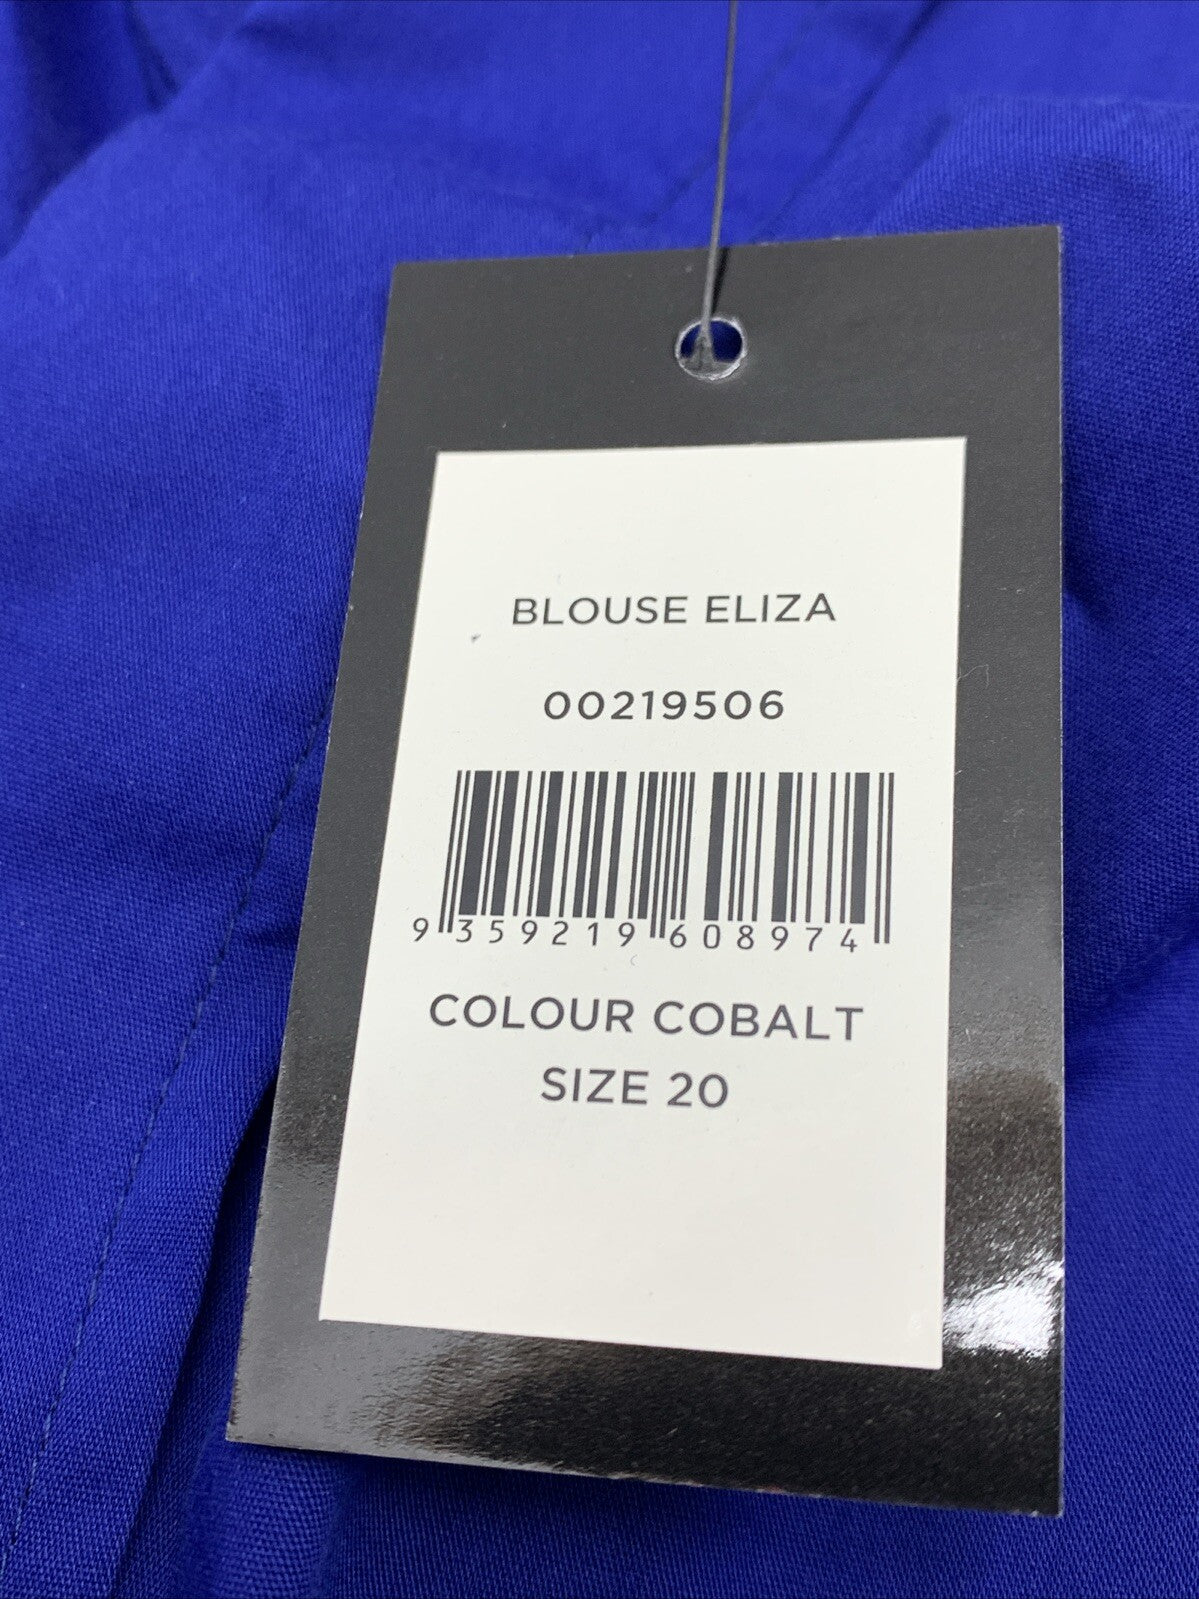 BLOUSE ELIZA
00219506
9 359219 608974
COLOUR COBALT
SIZE 20